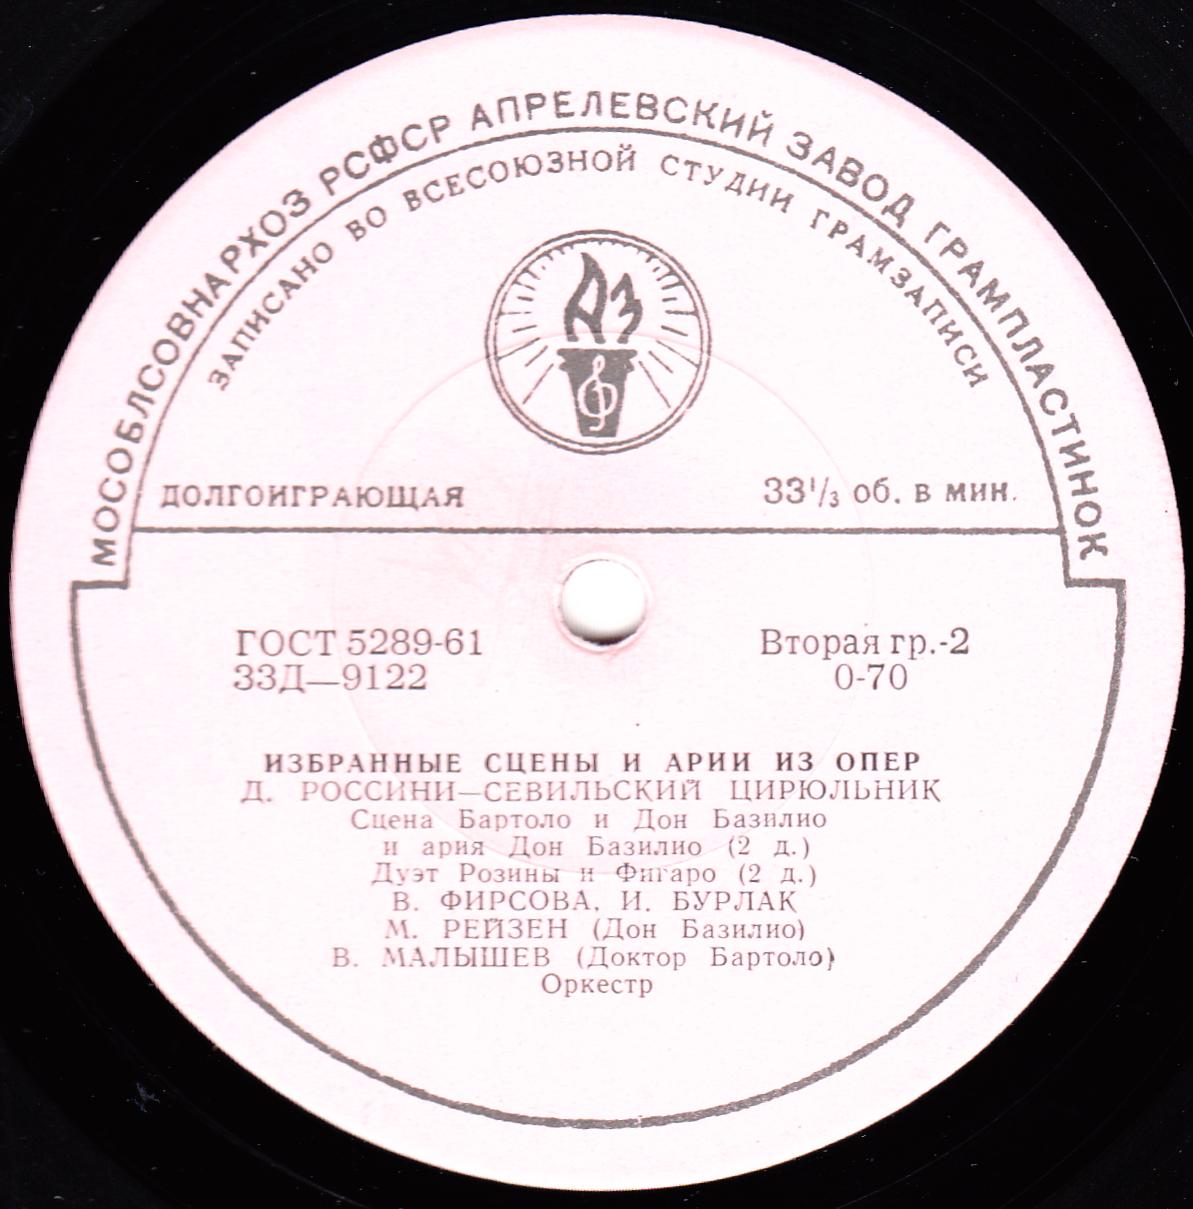 МОСОБЛСОВНАРХОЗ РСФСР АПРЕЛЕВСКИЙ ЗАВОД ГРАМПЛАСТИНОК
ЗАПИСАНО ВО ВСЕСОЮЗНОЙ СТУДИИ ГРАМЗАПИСИ
АЗ
ДОЛГОИГРАЮЩАЯ 33⅓ об. в мин.
ГОСТ 5289-61 Вторая гр.-2
33Д—9122 0-70
ИЗБРАННЫЕ СЦЕНЫ И АРИИ ИЗ ОПЕР
Д. РОССИНИ—СЕВИЛЬСКИЙ ЦИРЮЛЬНИК
Сцена Бартоло и Дон Базилио
и ария Дон Базилио (2 д.)
Дуэт Розины и Фигаро (2 д.)
В. ФИРСОВА, И. БУРЛАК
М. РЕЙЗЕН (Дон Базилио)
В. МАЛЫШЕВ (Доктор Бартоло)
Оркестр